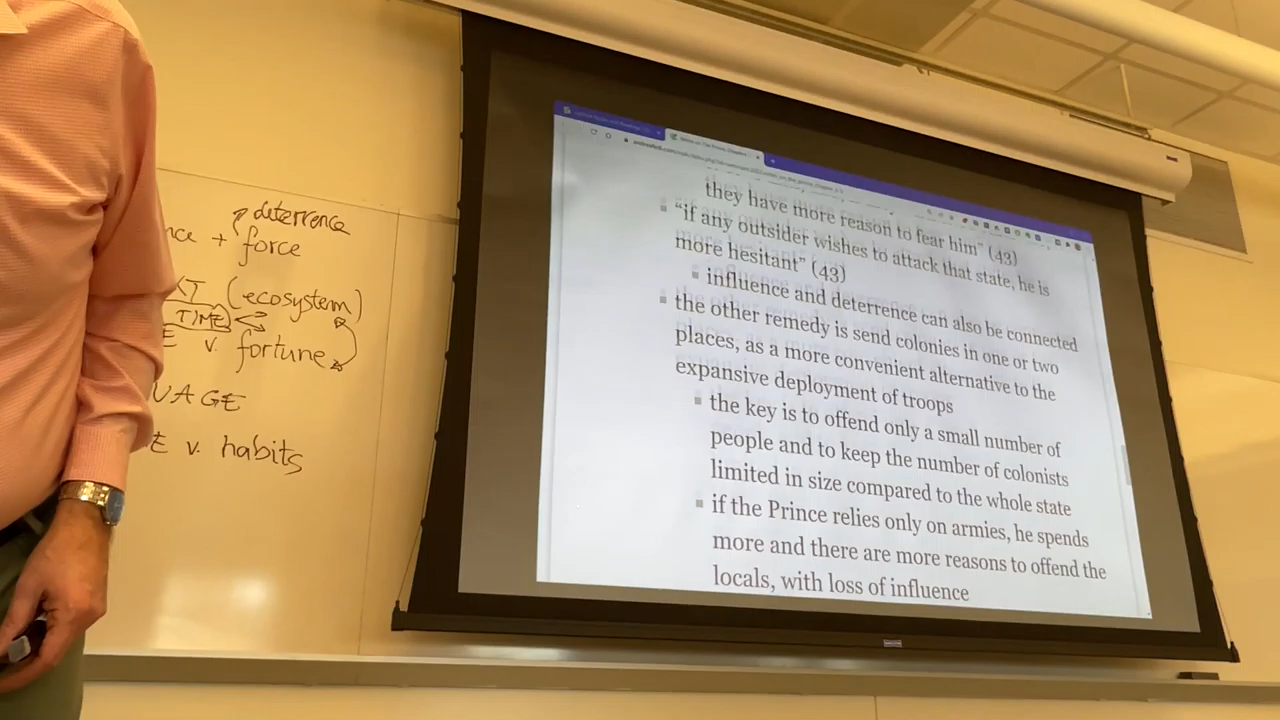 deterrence
+ force
(ecosystem)
TIME
v. fortune
v. habits
they have more reason to fear him” (43)
“if any outsider wishes to attack that state, he is
more hesitant” (43)
influence and deterrence can also be connected
the other remedy is send colonies in one or two
places, as a more convenient alternative to the
expansive deployment of troops
the key is to offend only a small number of
people and to keep the number of colonists
limited in size compared to the whole state
if the Prince relies only on armies, he spends
more and there are more reasons to offend the
locals, with loss of influence